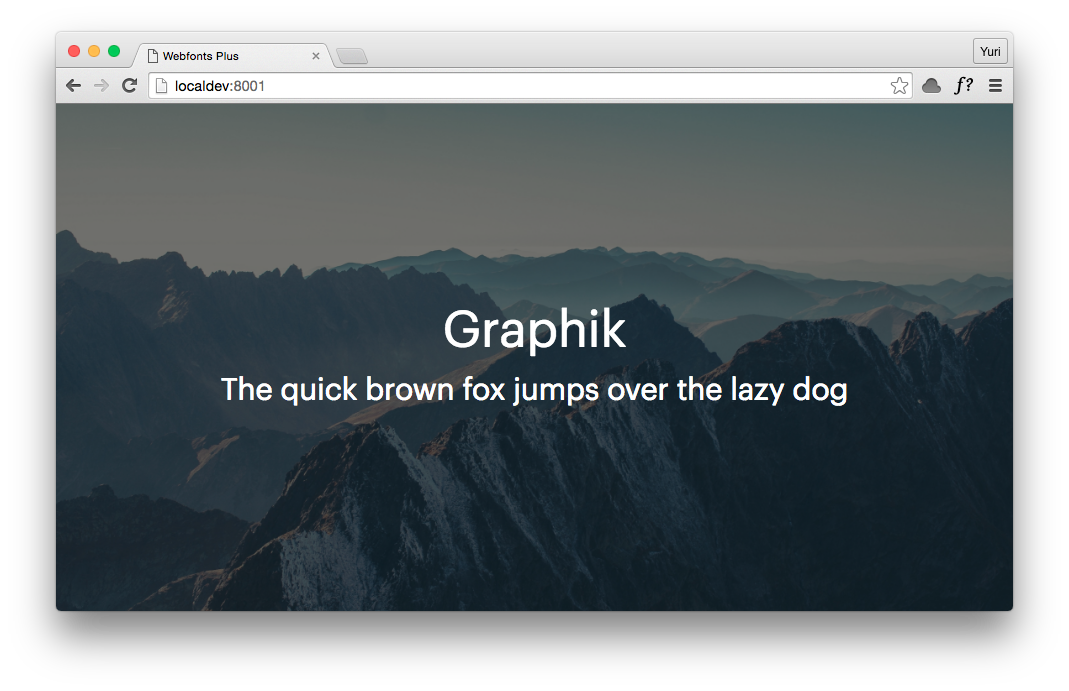 Webfonts Plus
Yuri
localdev:8001
f?
Graphik
The quick brown fox jumps over the lazy dog